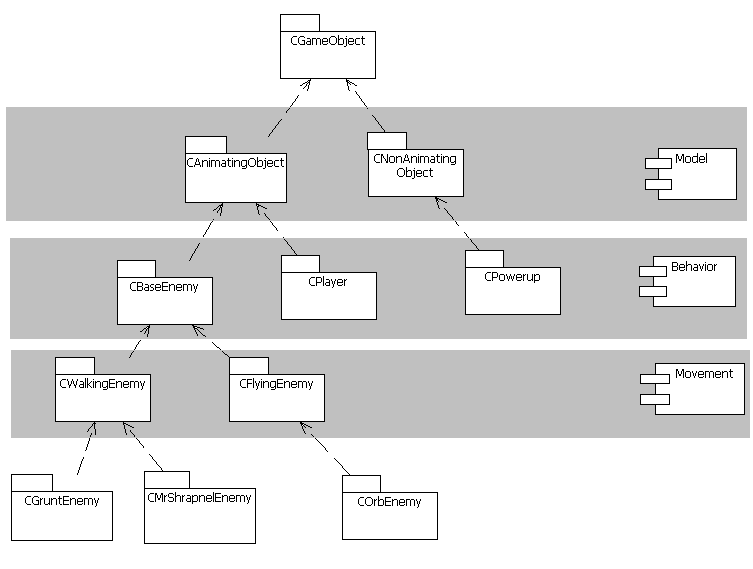 CGameObject
CAnimatingObject
CNonAnimating
Object
Model
CBaseEnemy
CPlayer
CPowerup
Behavior
CWalkingEnemy
CFlyingEnemy
Movement
CGruntEnemy
CMrShrapnelEnemy
COrbEnemy